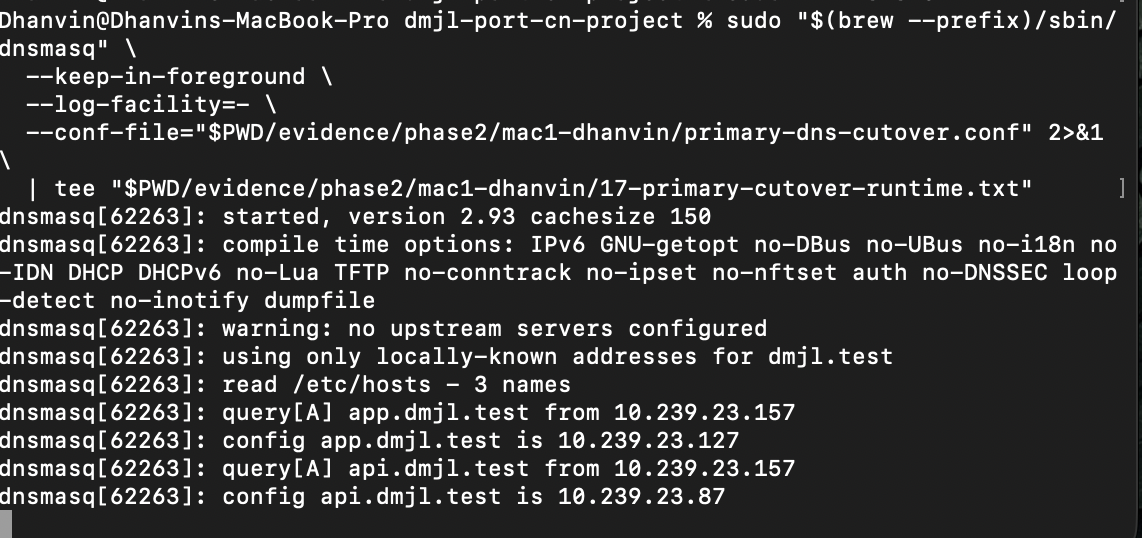 Dhanvin@Dhanvins-MacBook-Pro dmjl-port-cn-project % sudo "$(brew --prefix)/sbin/
dnsmasq" \
  --keep-in-foreground \
  --log-facility=- \
  --conf-file="$PWD/evidence/phase2/mac1-dhanvin/primary-dns-cutover.conf" 2>&1
\
  | tee "$PWD/evidence/phase2/mac1-dhanvin/17-primary-cutover-runtime.txt"      ]
dnsmasq[62263]: started, version 2.93 cachesize 150
dnsmasq[62263]: compile time options: IPv6 GNU-getopt no-DBus no-UBus no-i18n no
-IDN DHCP DHCPv6 no-Lua TFTP no-conntrack no-ipset no-nftset auth no-DNSSEC loop
-detect no-inotify dumpfile
dnsmasq[62263]: warning: no upstream servers configured
dnsmasq[62263]: using only locally-known addresses for dmjl.test
dnsmasq[62263]: read /etc/hosts - 3 names
dnsmasq[62263]: query[A] app.dmjl.test from 10.239.23.157
dnsmasq[62263]: config app.dmjl.test is 10.239.23.127
dnsmasq[62263]: query[A] api.dmjl.test from 10.239.23.157
dnsmasq[62263]: config api.dmjl.test is 10.239.23.87